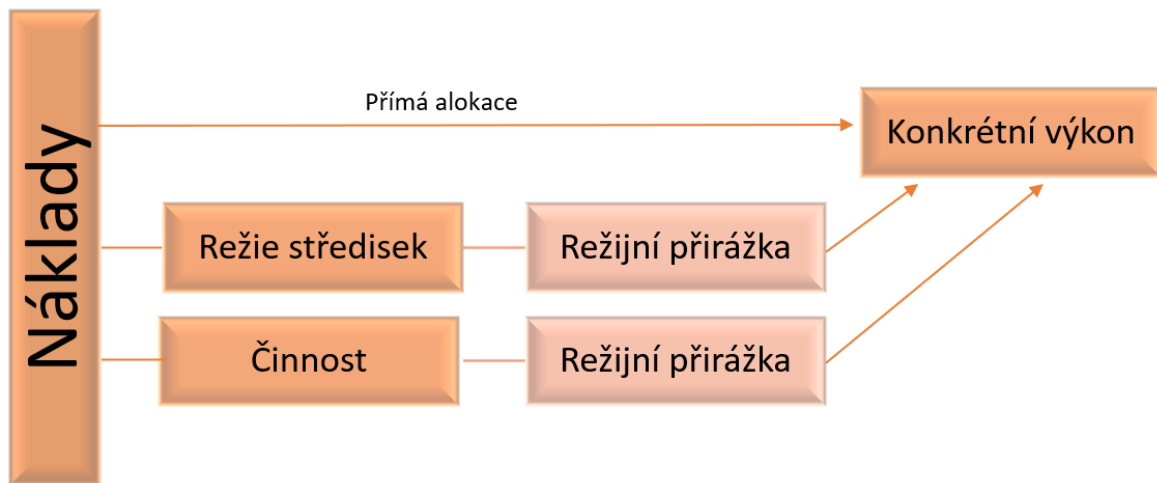 Náklady
Přímá alokace
Konkrétní výkon
Režie středisek
Režijní přirážka
Činnost
Režijní přirážka